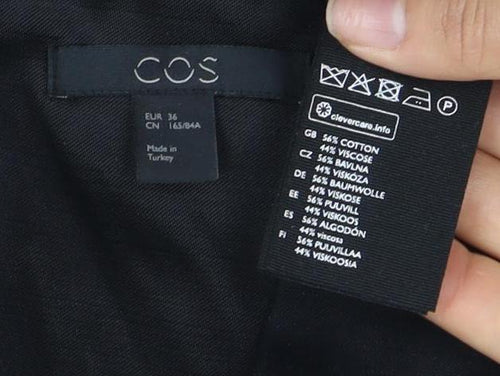 COS
EUR 36
CN 165/84A
Made in
Turkey
P
clevercare.info
GB 56% COTTON
44% VISCOSE
CZ 56% BAVLNA
44% VISKÓZA
DE 56% BAUMWOLLE
44% VISKOSE
EE 56% PUUVILL
44% VISKOOS
ES 56% ALGODÓN
44% viscosa
FI 56% PUUVILLAA
44% VISKOOSIA